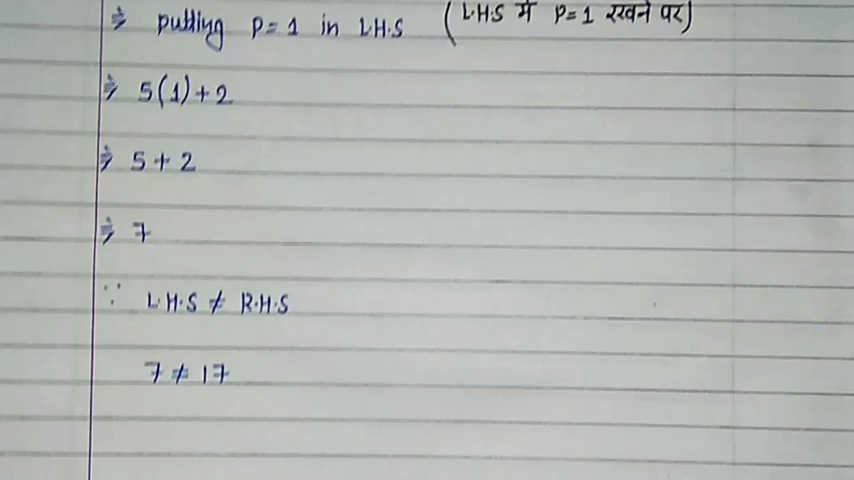 ⇒ putting P=1 in L.H.S (L.H.S में P=1 रखने पर)
⇒ 5(1)+2
⇒ 5+2
⇒ 7
∵ L.H.S ≠ R.H.S
7 ≠ 17